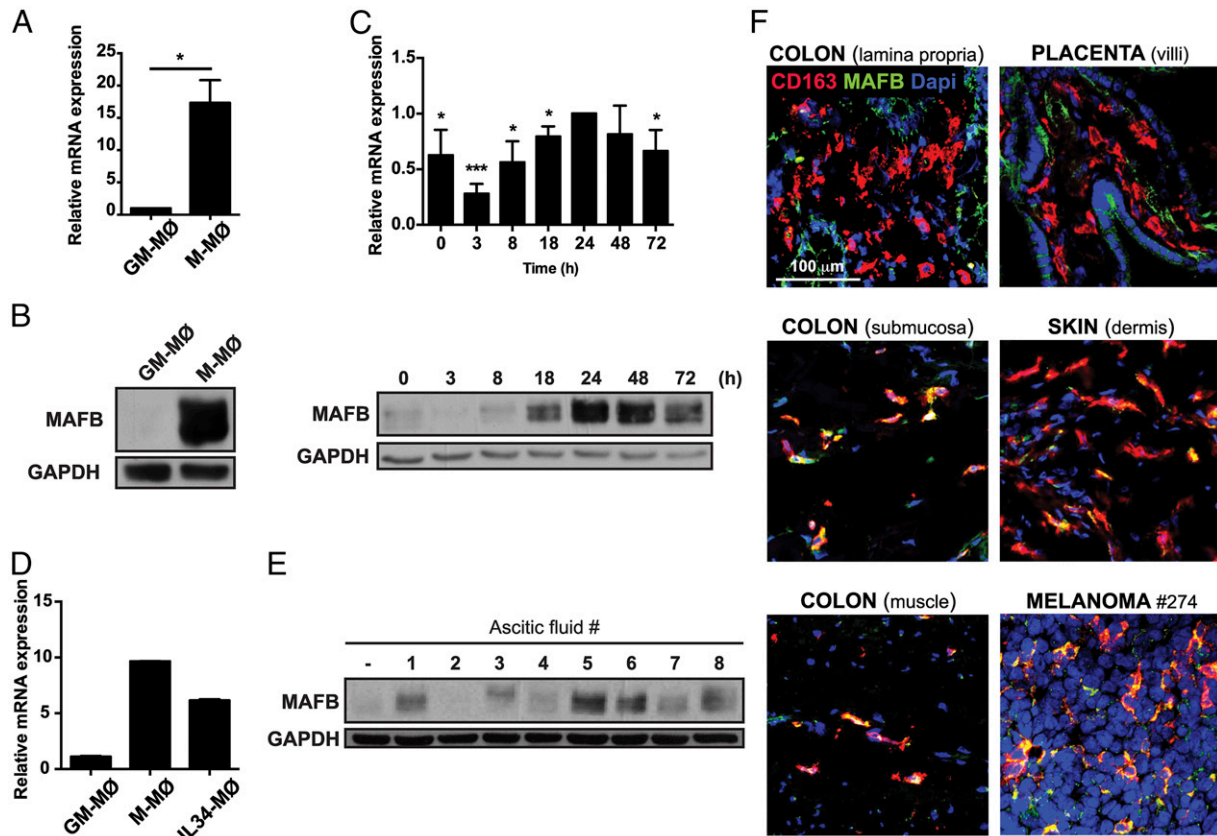 A
Relative mRNA expression
25
20
15
10
5
0
*
GM-MØ
M-MØ
C
Relative mRNA expression
1.5
1.0
0.5
0.0
* *** * * *
0 3 8 18 24 48 72
Time (h)
B
GM-MØ
M-MØ
MAFB
GAPDH
0 3 8 18 24 48 72 (h)
MAFB
GAPDH
D
Relative mRNA expression
15
10
5
0
GM-MØ
M-MØ
IL34-MØ
E
Ascitic fluid #
- 1 2 3 4 5 6 7 8
MAFB
GAPDH
F
COLON (lamina propria)
CD163 MAFB Dapi
100 µm
PLACENTA (villi)
COLON (submucosa)
SKIN (dermis)
COLON (muscle)
MELANOMA #274